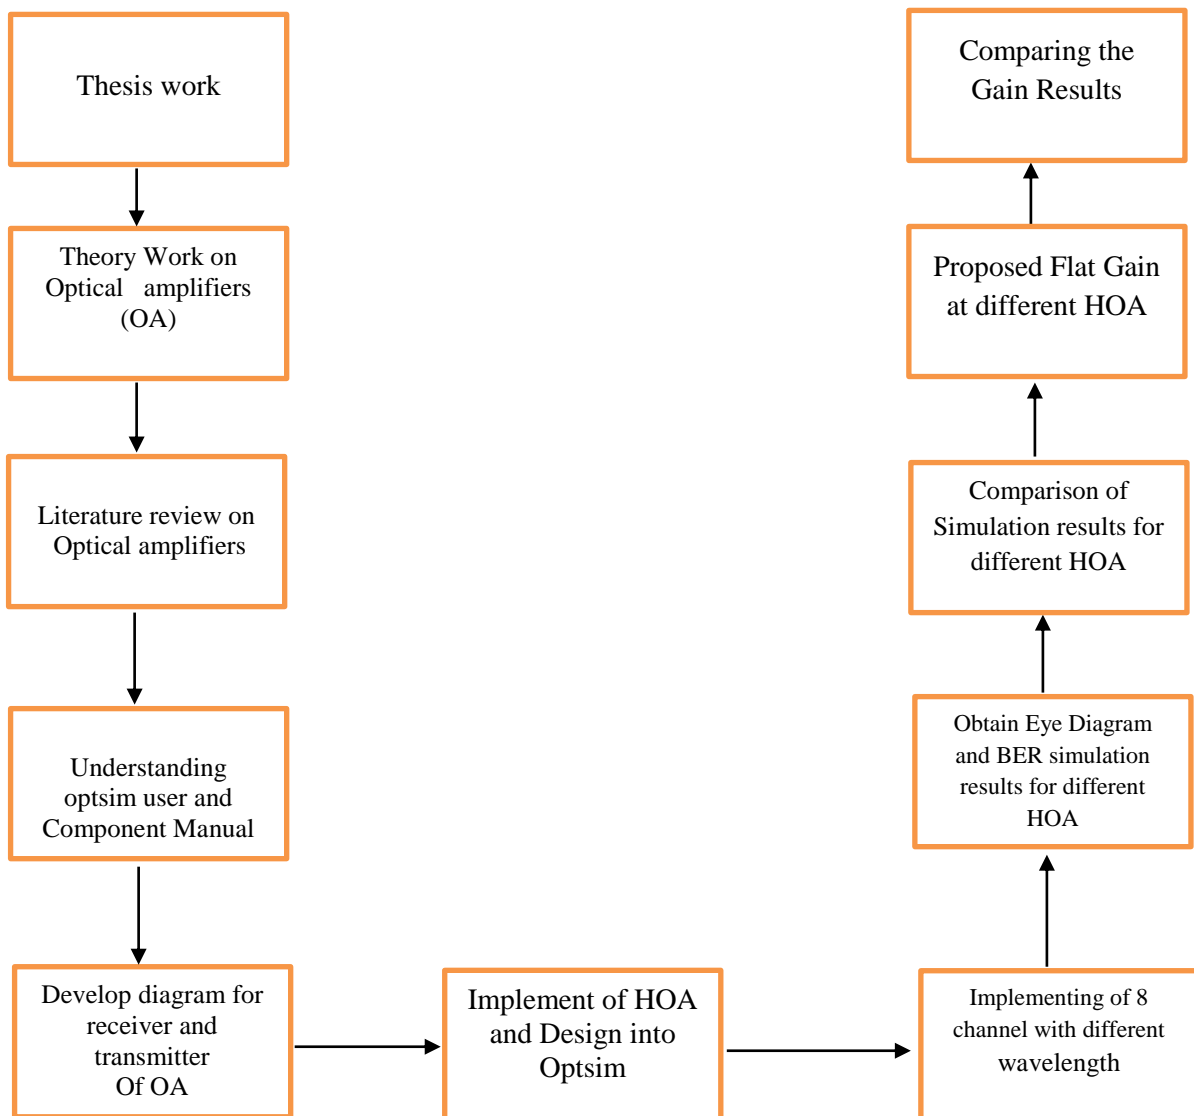 Thesis work
Theory Work on
Optical amplifiers
(OA)
Literature review on
Optical amplifiers
Understanding
optsim user and
Component Manual
Develop diagram for
receiver and
transmitter
Of OA
Implement of HOA
and Design into
Optsim
Implementing of 8
channel with different
wavelength
Obtain Eye Diagram
and BER simulation
results for different
HOA
Comparison of
Simulation results for
different HOA
Proposed Flat Gain
at different HOA
Comparing the
Gain Results